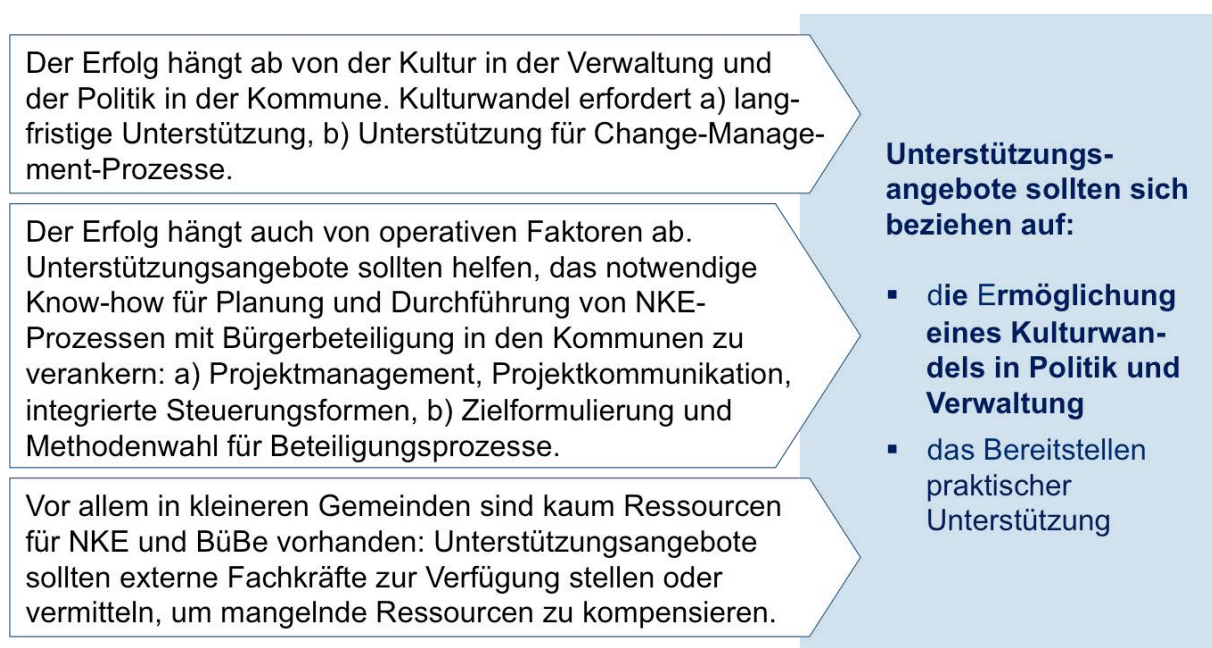 Der Erfolg hängt ab von der Kultur in der Verwaltung und
der Politik in der Kommune. Kulturwandel erfordert a) lang-
fristige Unterstützung, b) Unterstützung für Change-Manage-
ment-Prozesse.
Der Erfolg hängt auch von operativen Faktoren ab.
Unterstützungsangebote sollten helfen, das notwendige
Know-how für Planung und Durchführung von NKE-
Prozessen mit Bürgerbeteiligung in den Kommunen zu
verankern: a) Projektmanagement, Projektkommunikation,
integrierte Steuerungsformen, b) Zielformulierung und
Methodenwahl für Beteiligungsprozesse.
Vor allem in kleineren Gemeinden sind kaum Ressourcen
für NKE und BüBe vorhanden: Unterstützungsangebote
sollten externe Fachkräfte zur Verfügung stellen oder
vermitteln, um mangelnde Ressourcen zu kompensieren.
Unterstützungs-
angebote sollten sich
beziehen auf:
▪ die Ermöglichung
eines Kulturwan-
dels in Politik und
Verwaltung
▪ das Bereitstellen
praktischer
Unterstützung